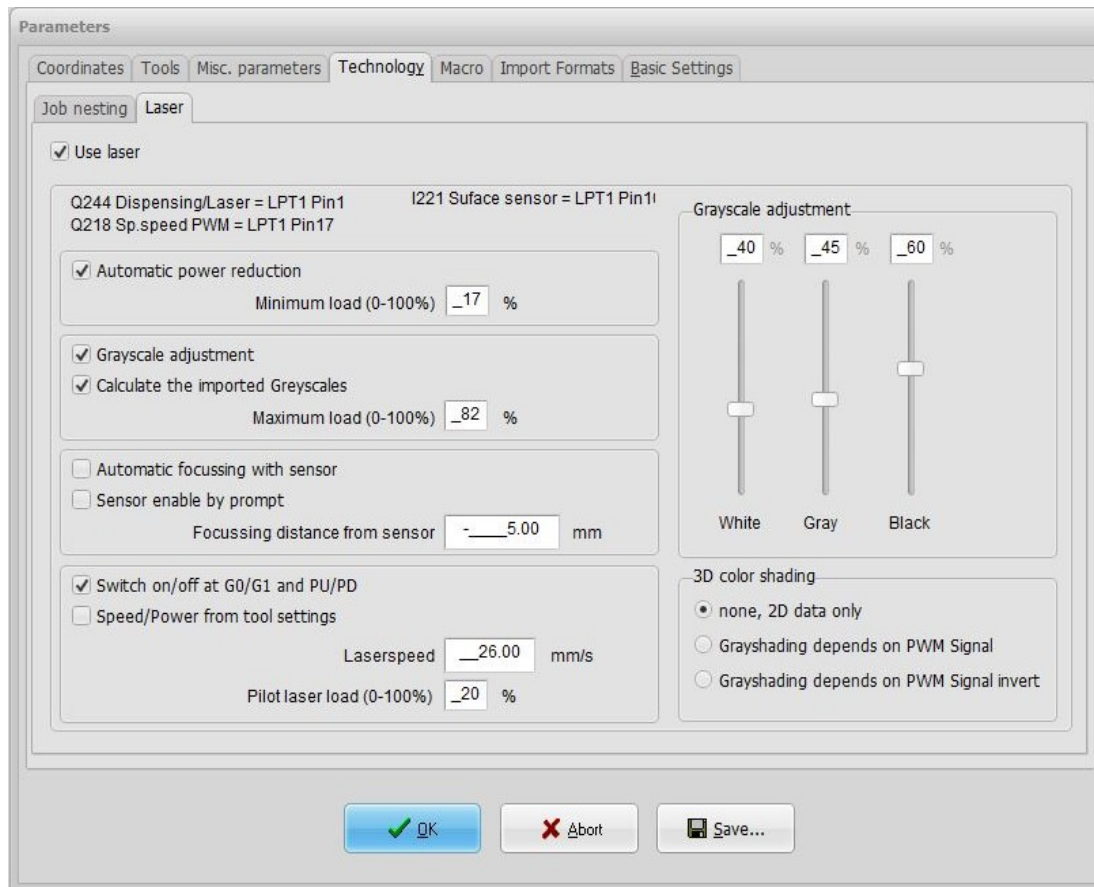 Parameters
Coordinates Tools Misc. parameters Technology Macro Import Formats Basic Settings
Job nesting Laser
Use laser
Q244 Dispensing/Laser = LPT1 Pin1
Q218 Sp.speed PWM = LPT1 Pin17
I221 Suface sensor = LPT1 Pin1
Automatic power reduction
Minimum load (0-100%) _17 %
Grayscale adjustment
Calculate the imported Greyscales
Maximum load (0-100%) _82 %
Automatic focussing with sensor
Sensor enable by prompt
Focussing distance from sensor -____5.00 mm
Switch on/off at G0/G1 and PU/PD
Speed/Power from tool settings
Laserspeed __26.00 mm/s
Pilot laser load (0-100%) _20 %
Grayscale adjustment
_40 % _45 % _60 %
White Gray Black
3D color shading
none, 2D data only
Grayshading depends on PWM Signal
Grayshading depends on PWM Signal invert
OK Abort Save...